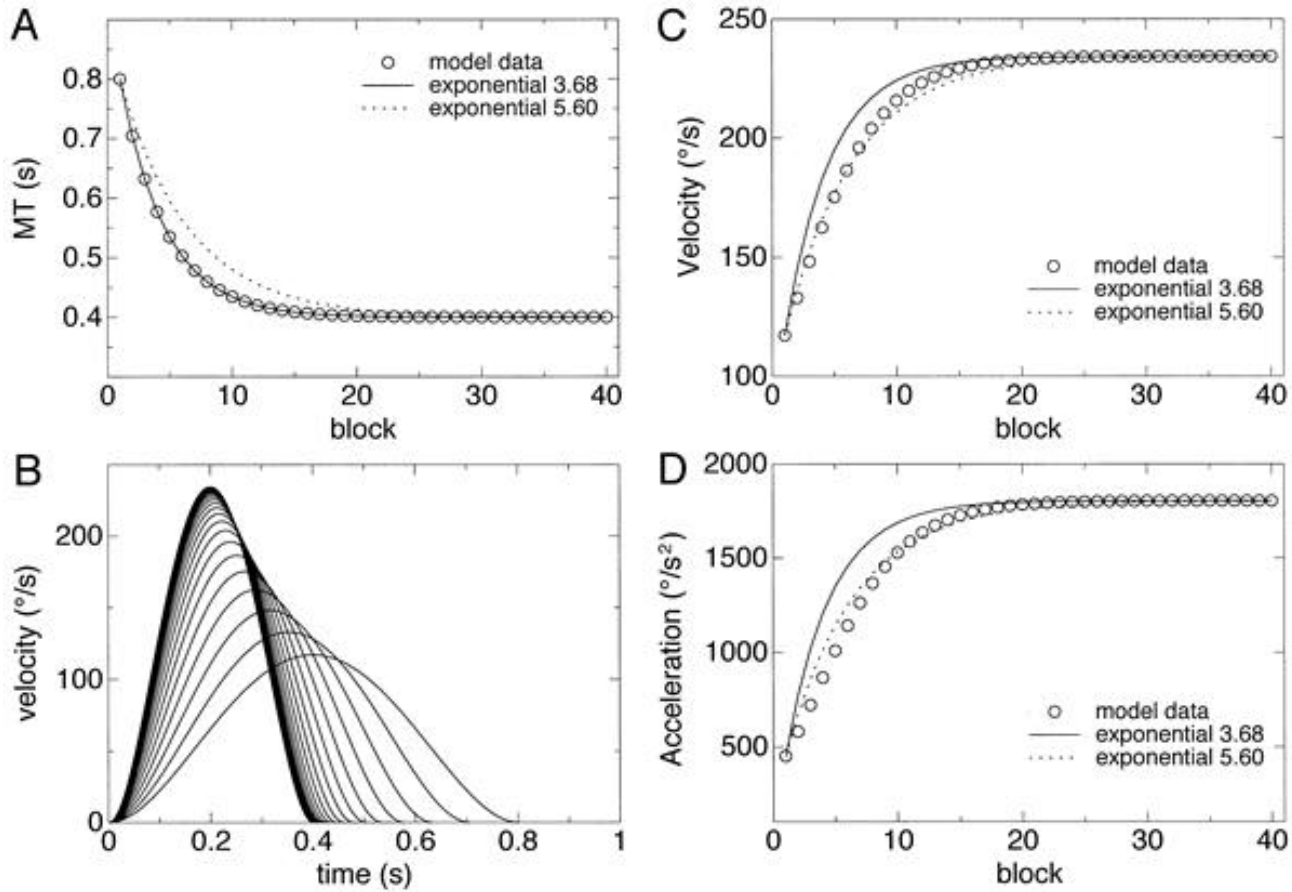 A
MT (s)
0.8
0.7
0.6
0.5
0.4
0 10 20 30 40
block
model data
exponential 3.68
exponential 5.60
C
Velocity (°/s)
250
200
150
100
0 10 20 30 40
block
model data
exponential 3.68
exponential 5.60
B
velocity (°/s)
200
100
0
0 0.2 0.4 0.6 0.8 1
time (s)
D
Acceleration (°/s²)
2000
1500
1000
500
0 10 20 30 40
block
model data
exponential 3.68
exponential 5.60